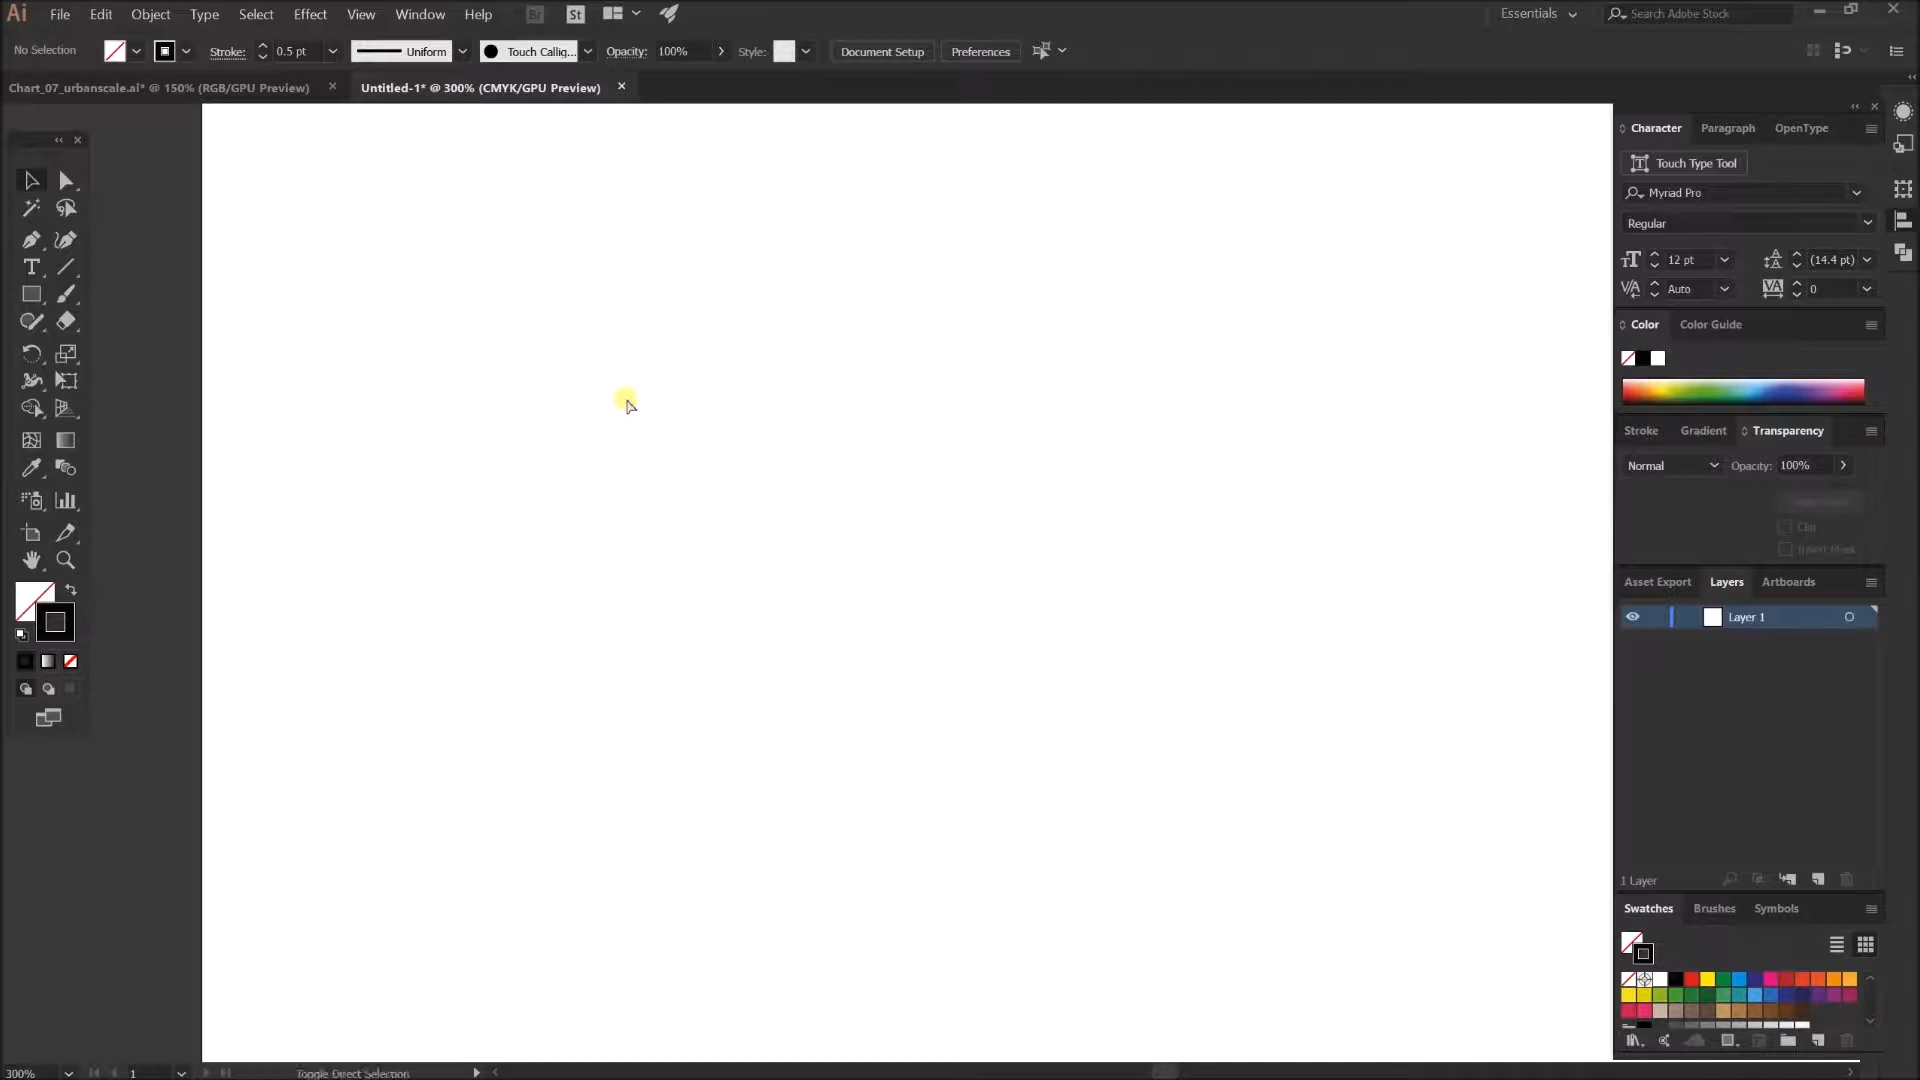 Ai File Edit Object Type Select Effect View Window Help Br St Essentials Search Adobe Stock
No Selection Stroke: 0.5 pt Uniform Touch Callig... Opacity: 100% Style: Document Setup Preferences
Chart_07_urbanscale.ai* @ 150% (RGB/GPU Preview) Untitled-1* @ 300% (CMYK/GPU Preview)
Character Paragraph OpenType
Touch Type Tool
Myriad Pro
Regular
12 pt (14.4 pt)
Auto 0
Color Color Guide
Stroke Gradient Transparency
Normal Opacity: 100%
Clip
Invert Mask
Asset Export Layers Artboards
Layer 1
1 Layer
Swatches Brushes Symbols
300% 1 Toggle Direct Selection